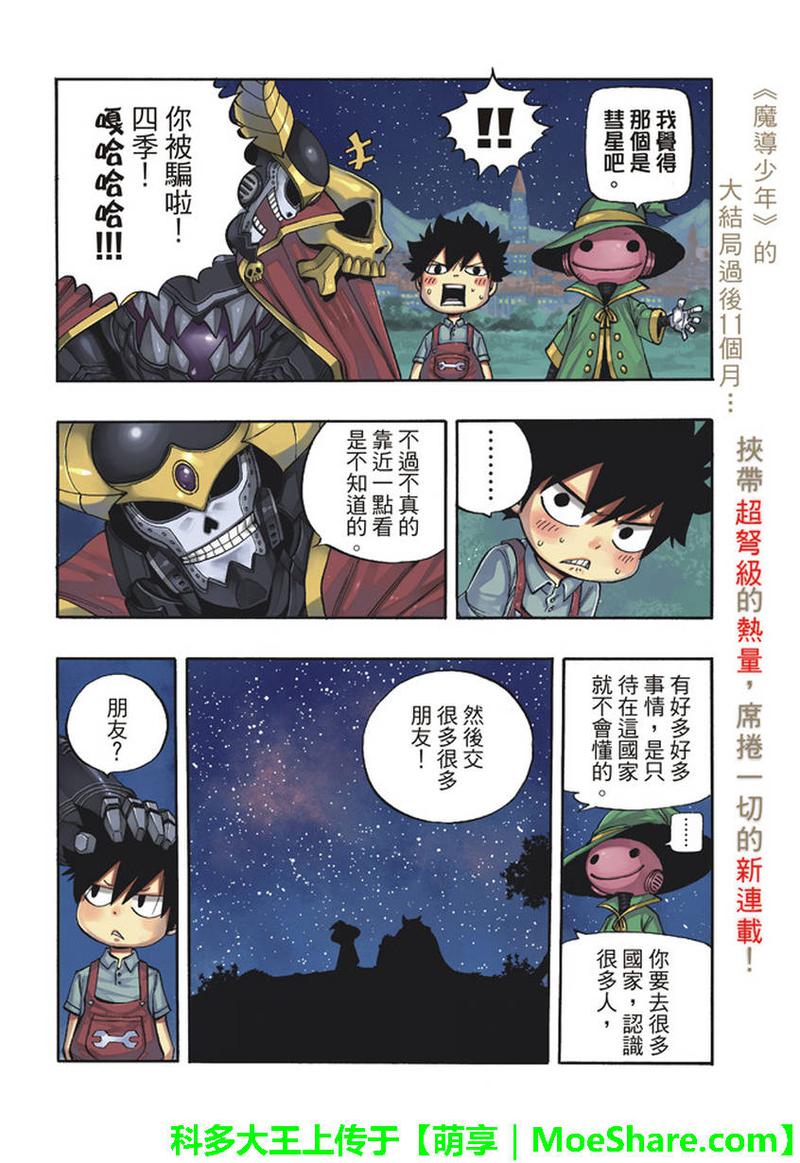 《魔導少年》的
大結局過後11個月…
挾帶超弩級的熱量，席捲一切的新連載！
我覺得
那個是
彗星吧。
!!
你被騙啦！
四季！
嘎哈哈哈!!!
………
不過不真的
靠近一點看
是不知道的。
有好多好多
事情，是只
待在這國家
就不會懂的。
……
你要去很多
國家，認識
很多人，
然後交
很多很多
朋友！
朋友？
科多大王上传于【萌享｜MoeShare.com】